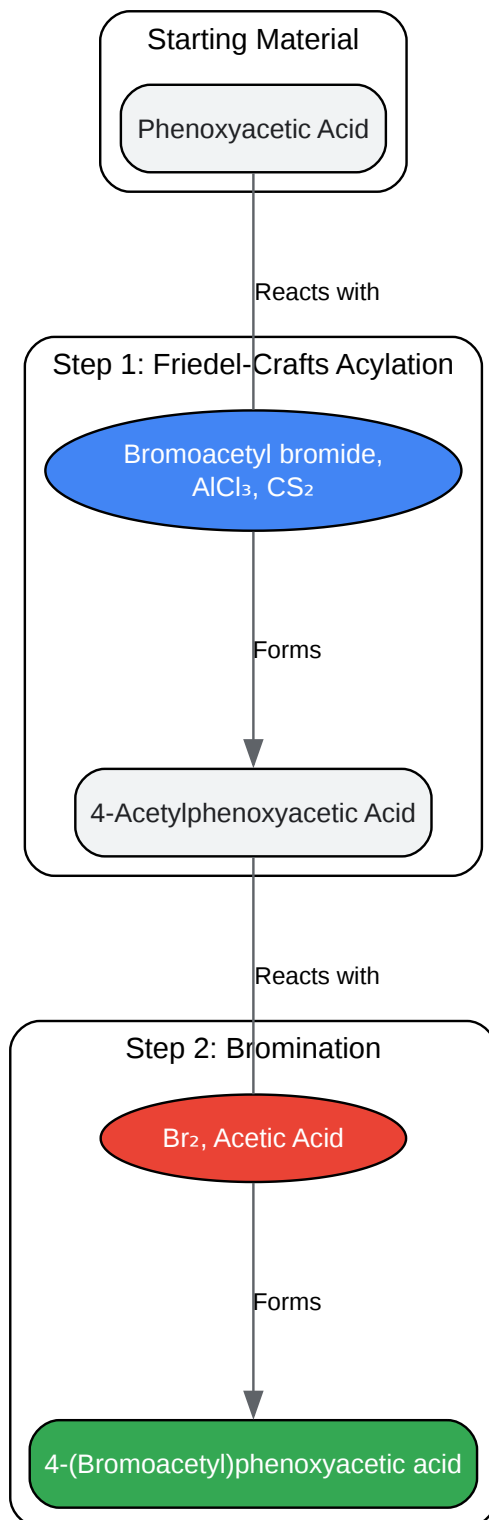 Starting Material
Phenoxyacetic Acid
Reacts with
Step 1: Friedel-Crafts Acylation
Bromoacetyl bromide,
AlCl₃, CS₂
Forms
4-Acetylphenoxyacetic Acid
Reacts with
Step 2: Bromination
Br₂, Acetic Acid
Forms
4-(Bromoacetyl)phenoxyacetic acid